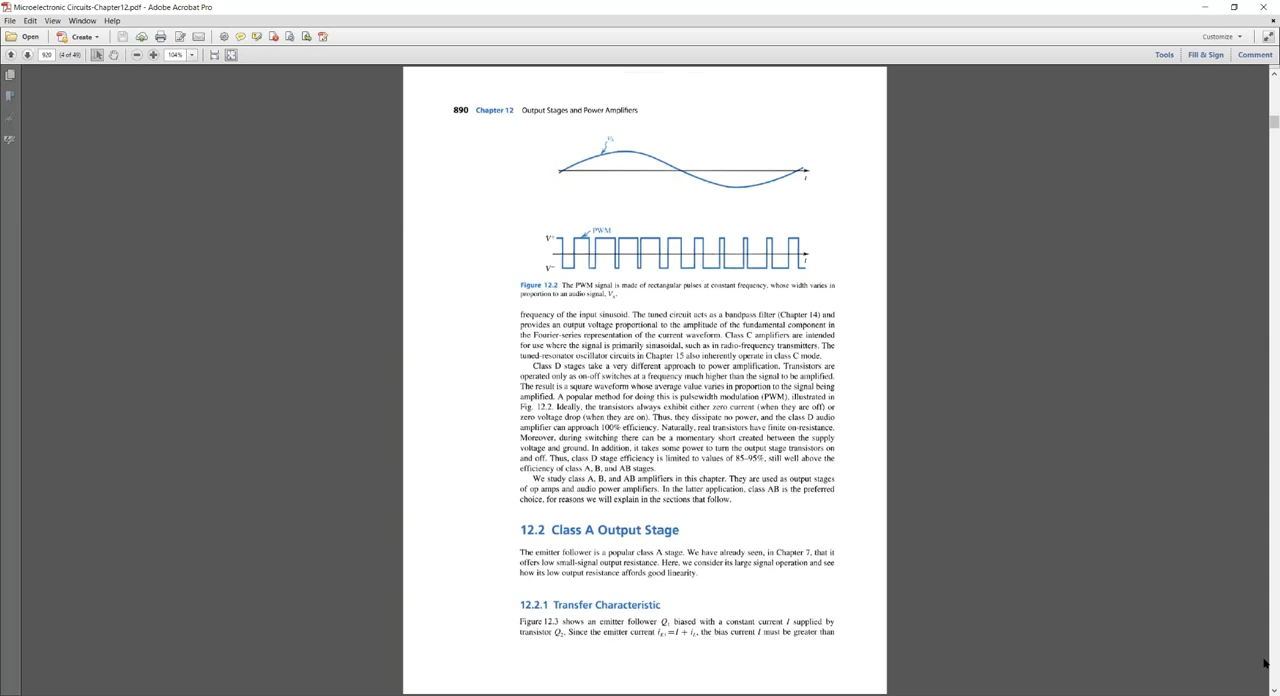 Microelectronic Circuits-Chapter12.pdf - Adobe Acrobat Pro
File Edit View Window Help
Open Create Customize
920 (4 of 49) 104% Tools Fill & Sign Comment
890 Chapter 12 Output Stages and Power Amplifiers
t
PWM
V+
t
V−
Figure 12.2 The PWM signal is made of rectangular pulses at constant frequency, whose width varies in
proportion to an audio signal,
frequency of the input sinusoid. The tuned circuit acts as a bandpass filter (Chapter 14) and
provides an output voltage proportional to the amplitude of the fundamental component in
the Fourier-series representation of the current waveform. Class C amplifiers are intended
for use where the signal is primarily sinusoidal, such as in radio-frequency transmitters. The
tuned-resonator oscillator circuits in Chapter 15 also inherently operate in class C mode.
Class D stages take a very different approach to power amplification. Transistors are
operated only as on-off switches at a frequency much higher than the signal to be amplified.
The result is a square waveform whose average value varies in proportion to the signal being
amplified. A popular method for doing this is pulsewidth modulation (PWM), illustrated in
Fig. 12.2. Ideally, the transistors always exhibit either zero current (when they are off) or
zero voltage drop (when they are on). Thus, they dissipate no power, and the class D audio
amplifier can approach 100% efficiency. Naturally, real transistors have finite on-resistance.
Moreover, during switching there can be a momentary short created between the supply
voltage and ground. In addition, it takes some power to turn the output stage transistors on
and off. Thus, class D stage efficiency is limited to values of 85–95%, still well above the
efficiency of class A, B, and AB stages.
We study class A, B, and AB amplifiers in this chapter. They are used as output stages
of op amps and audio power amplifiers. In the latter application, class AB is the preferred
choice, for reasons we will explain in the sections that follow.
12.2 Class A Output Stage
The emitter follower is a popular class A stage. We have already seen, in Chapter 7, that it
offers low small-signal output resistance. Here, we consider its large signal operation and see
how its low output resistance affords good linearity.
12.2.1 Transfer Characteristic
Figure 12.3 shows an emitter follower Q1 biased with a constant current I supplied by
transistor Q2. Since the emitter current iE1 = I + iL, the bias current I must be greater than